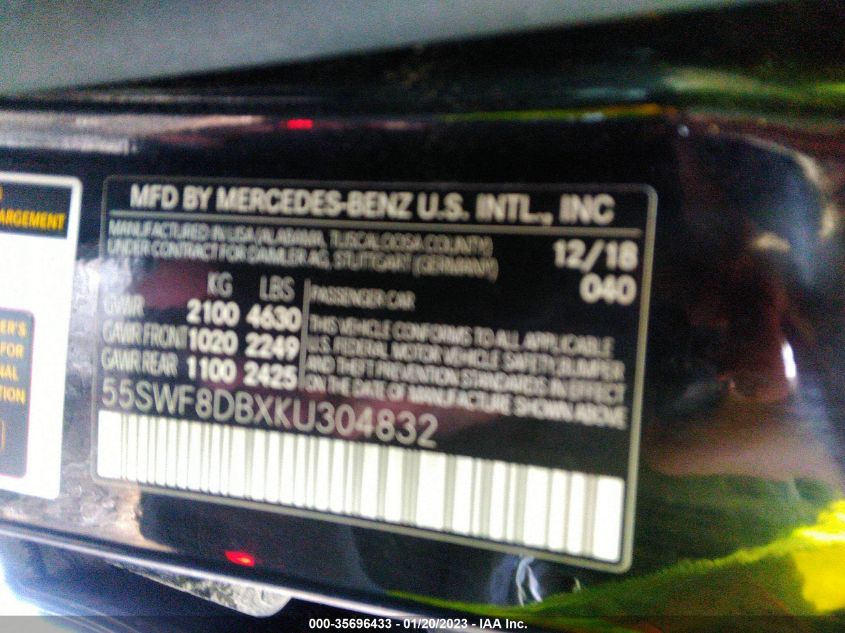 ARGEMENT
ER'S
FOR
NAL
TION
MFD BY MERCEDES-BENZ U.S. INTL., INC
MANUFACTURED IN USA (ALABAMA, TUSCALOOSA COUNTY)
UNDER CONTRACT FOR DAIMLER AG, STUTTGART (GERMANY)
12/18
040
KG LBS
GVWR 2100 4630
GAWR FRONT 1020 2249
GAWR REAR 1100 2425
PASSENGER CAR
THIS VEHICLE CONFORMS TO ALL APPLICABLE
U.S. FEDERAL MOTOR VEHICLE SAFETY, BUMPER
AND THEFT PREVENTION STANDARDS IN EFFECT
ON THE DATE OF MANUFACTURE SHOWN ABOVE
55SWF8DBXKU304832
000-35696433 - 01/20/2023 - IAA Inc.